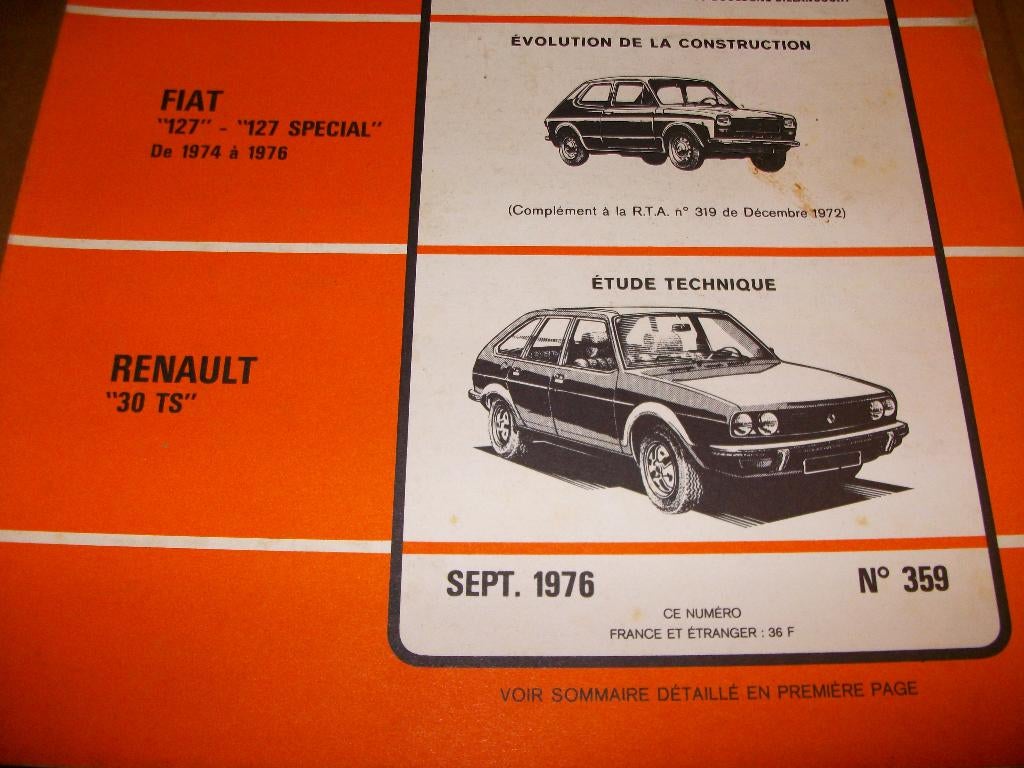 ÉVOLUTION DE LA CONSTRUCTION
FIAT
"127" - "127 SPECIAL"
De 1974 à 1976
(Complément à la R.T.A. n° 319 de Décembre 1972)
ÉTUDE TECHNIQUE
RENAULT
"30 TS"
SEPT. 1976
N° 359
CE NUMÉRO
FRANCE ET ÉTRANGER : 36 F
VOIR SOMMAIRE DÉTAILLÉ EN PREMIÈRE PAGE